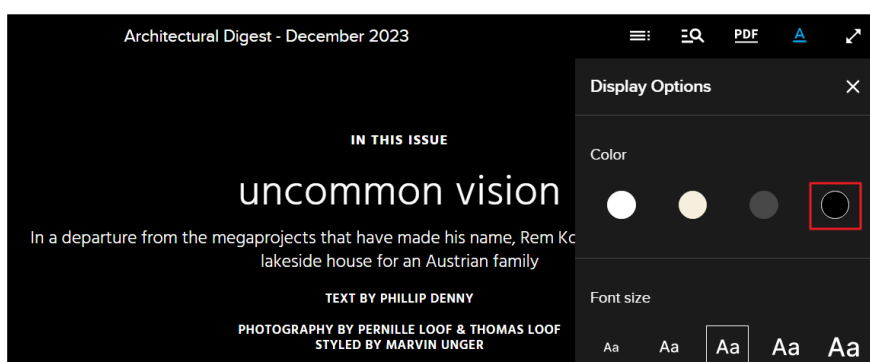 Architectural Digest - December 2023
PDF
A
Display Options
IN THIS ISSUE
Color
uncommon vision
In a departure from the megaprojects that have made his name, Rem
lakeside house for an Austrian family
TEXT BY PHILLIP DENNY
Font size
PHOTOGRAPHY BY PERNILLE LOOF & THOMAS LOOF
STYLED BY MARVIN UNGER
Aa Aa Aa Aa Aa